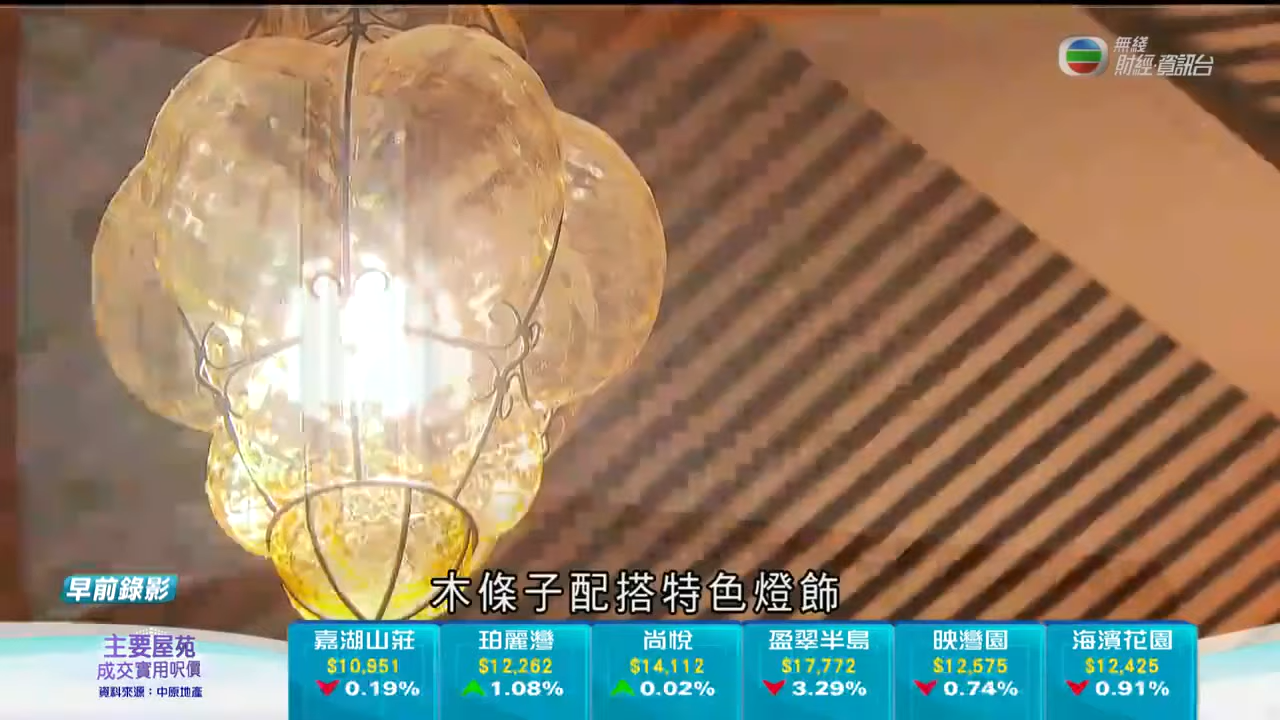 無綫
財經·資訊台
早前錄影
木條子配搭特色燈飾
主要屋苑
成交實用呎價
資料來源：中原地產
嘉湖山莊
$10,951
0.19%
珀麗灣
$12,262
1.08%
尚悅
$14,112
0.02%
盈翠半島
$17,772
3.29%
映灣園
$12,575
0.74%
海濱花園
$12,425
0.91%